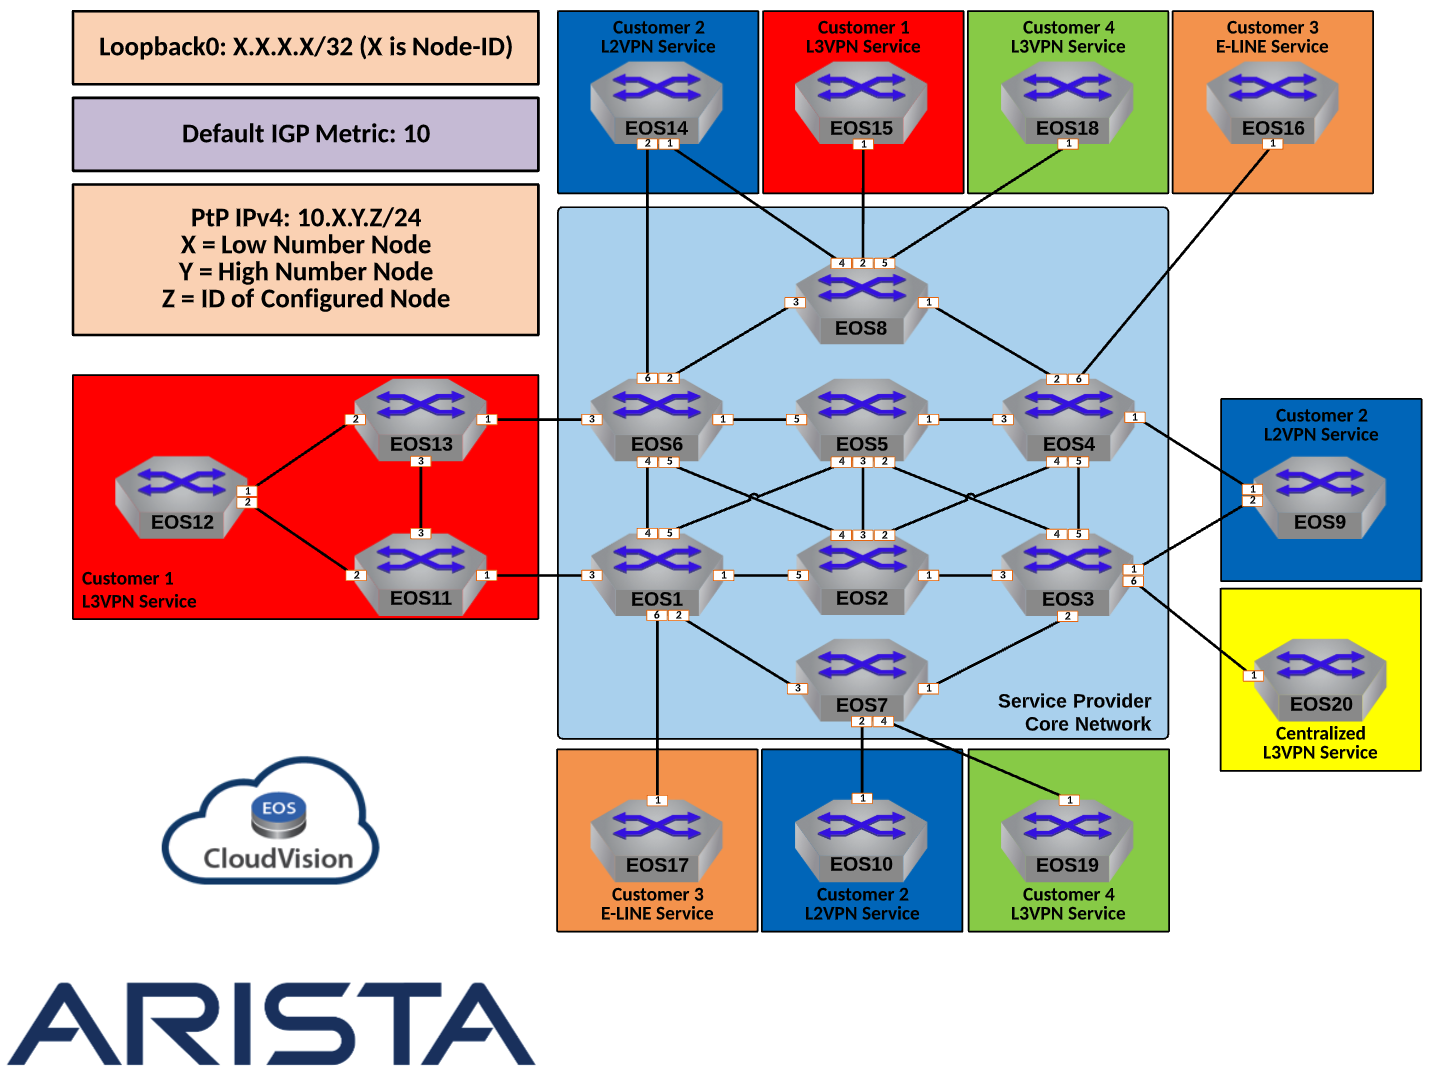 Loopback0: X.X.X.X/32 (X is Node-ID)
Default IGP Metric: 10
PtP IPv4: 10.X.Y.Z/24
X = Low Number Node
Y = High Number Node
Z = ID of Configured Node
Customer 2
L2VPN Service
EOS14
2 1
Customer 1
L3VPN Service
EOS15
1
Customer 4
L3VPN Service
EOS18
1
Customer 3
E-LINE Service
EOS16
1
4 2 5
3 1
EOS8
6 2
3 1
EOS6
4 5
5 1
EOS5
4 3 2
2 6
3 1
EOS4
4 5
2 1
EOS13
3
EOS12
1
2
3
2 1
EOS11
Customer 1
L3VPN Service
4 5
3 1
EOS1
6 2
4 3 2
5 1
EOS2
4 5
3 1
6
EOS3
2
3 1
EOS7
2 4
Service Provider
Core Network
Customer 2
L2VPN Service
1
2
EOS9
1
EOS20
Centralized
L3VPN Service
1
EOS17
Customer 3
E-LINE Service
1
EOS10
Customer 2
L2VPN Service
1
EOS19
Customer 4
L3VPN Service
EOS
CloudVision
ARISTA